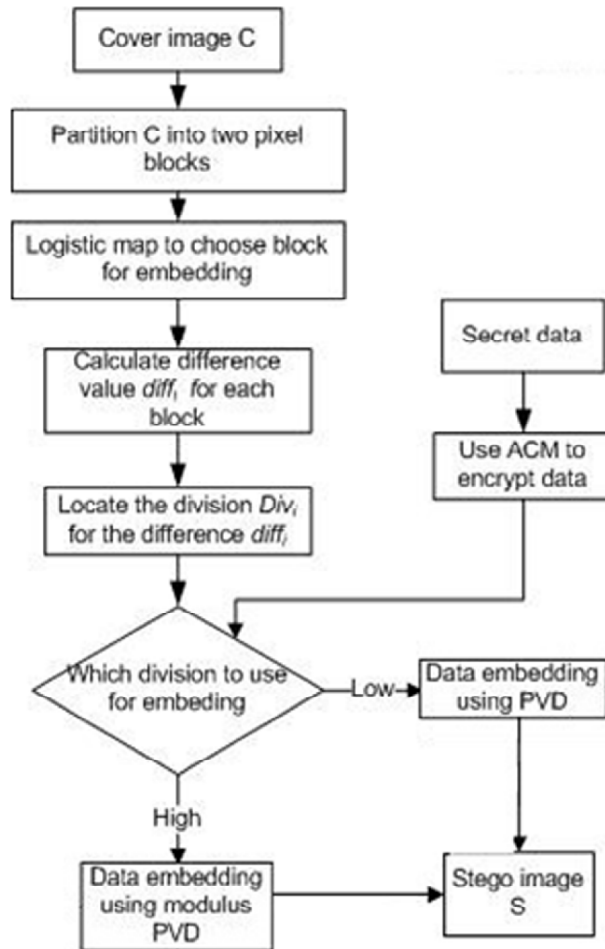 Cover image C
Partition C into two pixel
blocks
Logistic map to choose block
for embedding
Calculate difference
value diffi for each
block
Locate the division Divi
for the difference diffi
Secret data
Use ACM to
encrypt data
Which division to use
for embeding
Low
Data embedding
using PVD
High
Data embedding
using modulus
PVD
Stego image
S